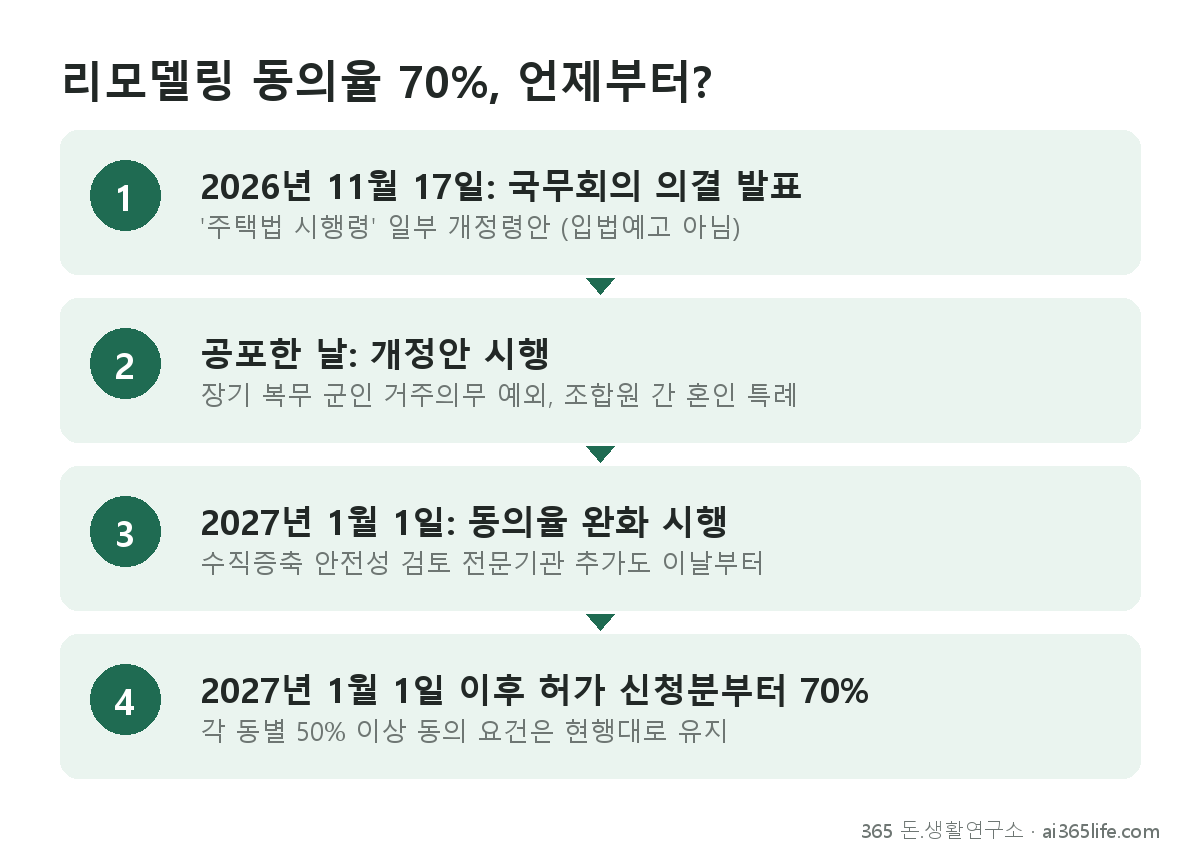 리모델링 동의율 70%, 언제부터?
1
2026년 11월 17일: 국무회의 의결 발표
'주택법 시행령' 일부 개정령안 (입법예고 아님)
2
공포한 날: 개정안 시행
장기 복무 군인 거주의무 예외, 조합원 간 혼인 특례
3
2027년 1월 1일: 동의율 완화 시행
수직증축 안전성 검토 전문기관 추가도 이날부터
4
2027년 1월 1일 이후 허가 신청분부터 70%
각 동별 50% 이상 동의 요건은 현행대로 유지
365 돈.생활연구소 · ai365life.com